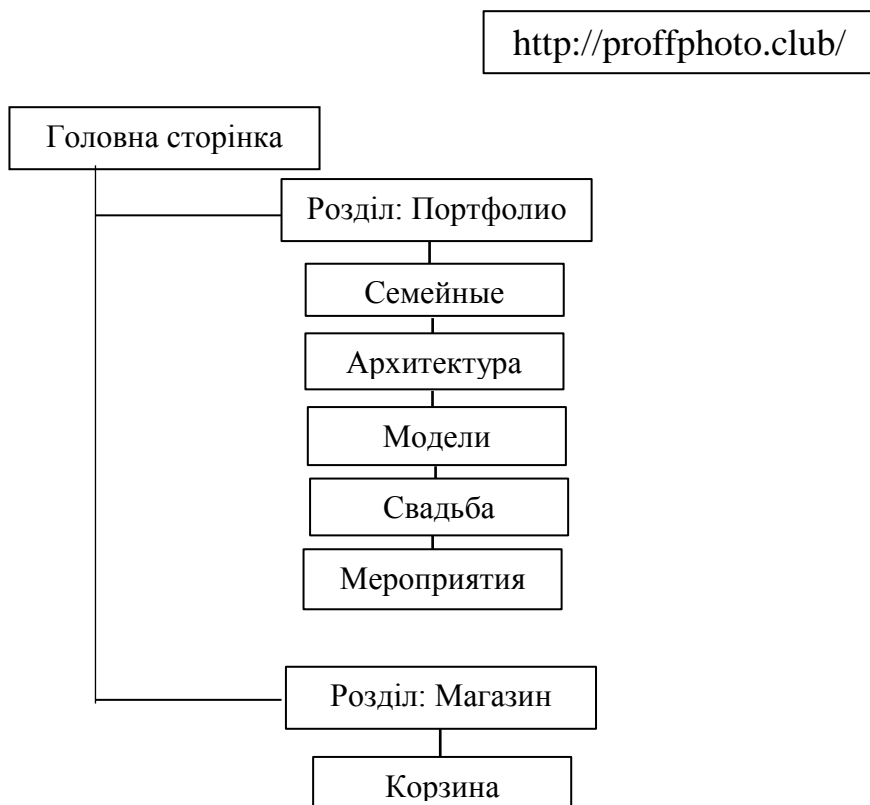 http://proffphoto.club/
Головна сторінка
Розділ: Портфолио
Семейные
Архитектура
Модели
Свадьба
Мероприятия
Розділ: Магазин
Корзина